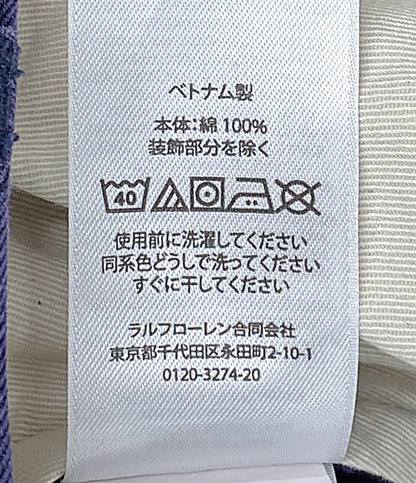 ベトナム製
本体：綿 100%
装飾部分を除く
40
使用前に洗濯してください
同系色どうしで洗ってください
すぐに干してください
ラルフローレン合同会社
東京都千代田区永田町2-10-1
0120-3274-20